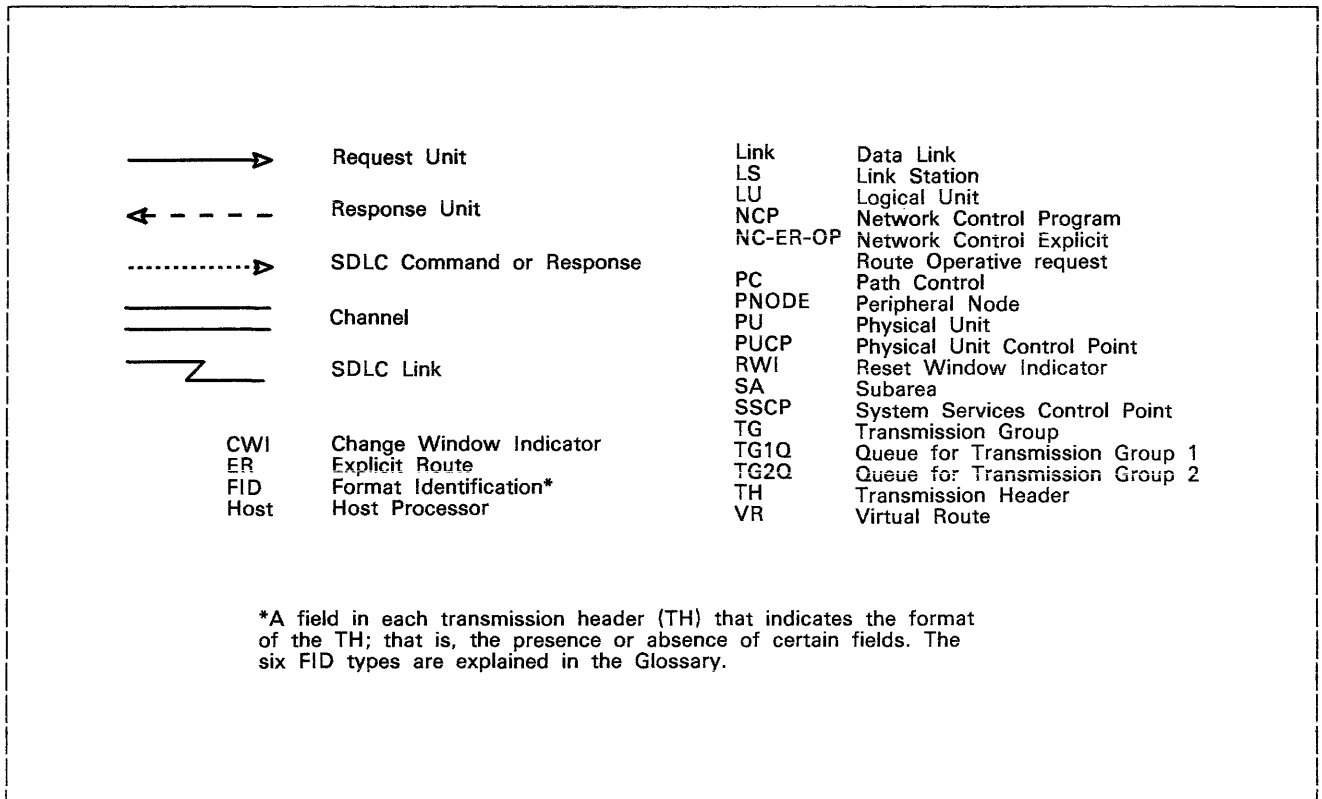 Request Unit
Response Unit
SDLC Command or Response
Channel
SDLC Link
CWI Change Window Indicator
ER Explicit Route
FID Format Identification*
Host Host Processor
Link Data Link
LS Link Station
LU Logical Unit
NCP Network Control Program
NC-ER-OP Network Control Explicit
Route Operative request
PC Path Control
PNODE Peripheral Node
PU Physical Unit
PUCP Physical Unit Control Point
RWI Reset Window Indicator
SA Subarea
SSCP System Services Control Point
TG Transmission Group
TG1Q Queue for Transmission Group 1
TG2Q Queue for Transmission Group 2
TH Transmission Header
VR Virtual Route
*A field in each transmission header (TH) that indicates the format
of the TH; that is, the presence or absence of certain fields. The
six FID types are explained in the Glossary.